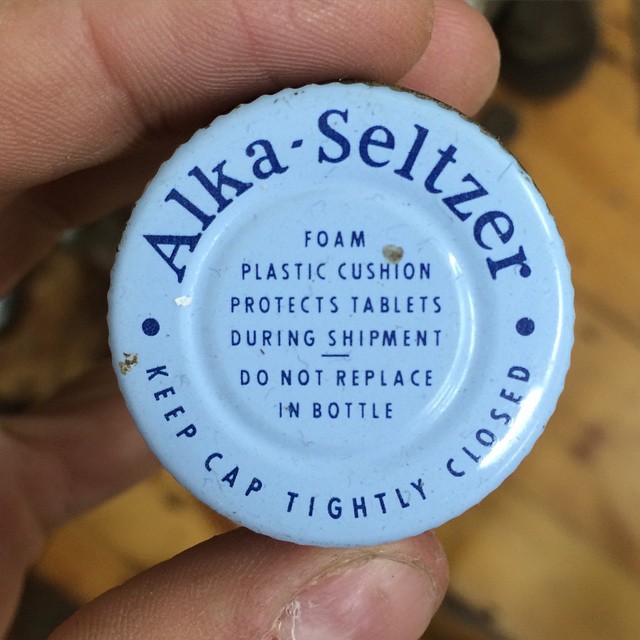 Alka-Seltzer
FOAM
PLASTIC CUSHION
PROTECTS TABLETS
DURING SHIPMENT
DO NOT REPLACE
IN BOTTLE
KEEP CAP TIGHTLY CLOSED